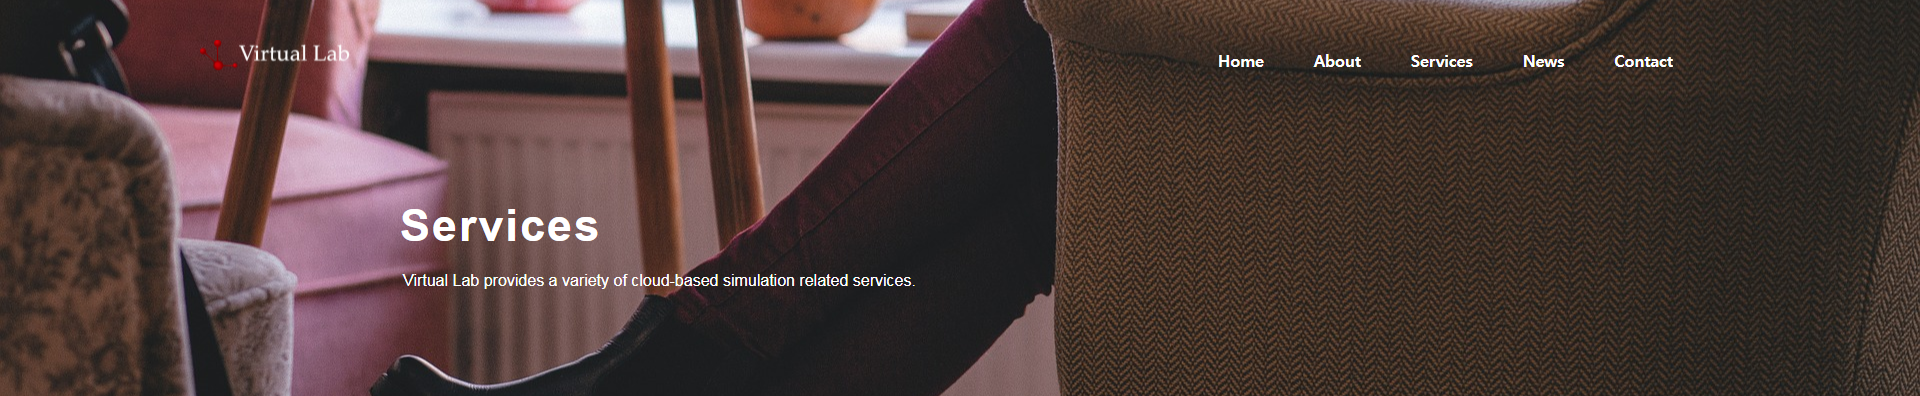 Virtual Lab
Home About Services News Contact
Services
Virtual Lab provides a variety of cloud-based simulation related services.